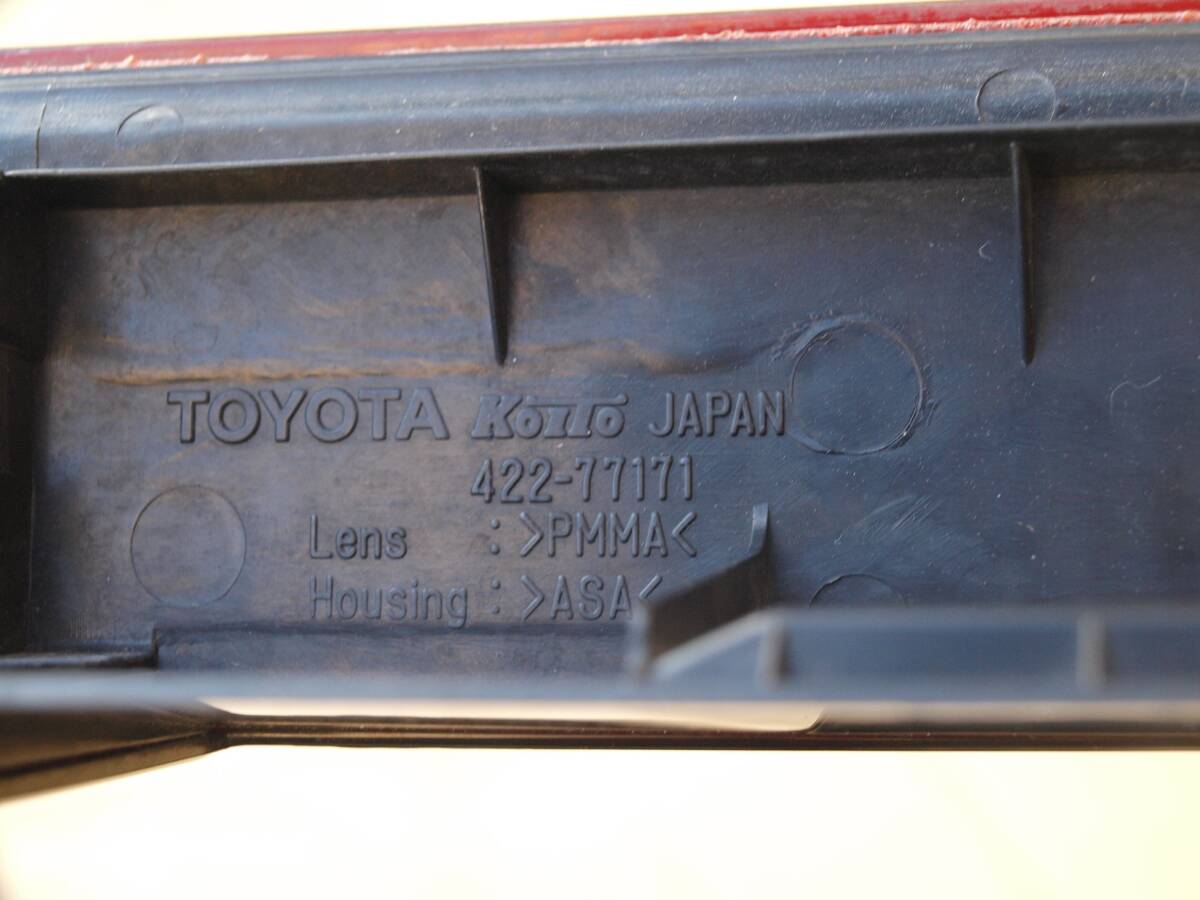 TOYOTA KOITO JAPAN
422-77171
Lens : >PMMA<
Housing : >ASA<